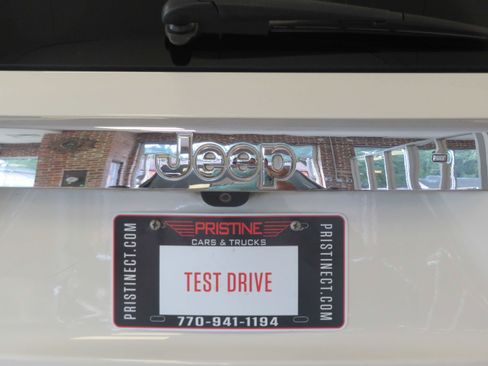 Jeep
PRISTINE
CARS & TRUCKS
PRISTINECT.COM
TEST DRIVE
PRISTINECT.COM
770-941-1194